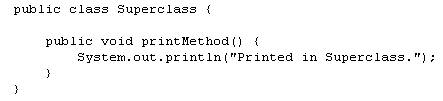 public class Superclass {
public void printMethod() {
System.out.println("Printed in Superclass.");
}
}